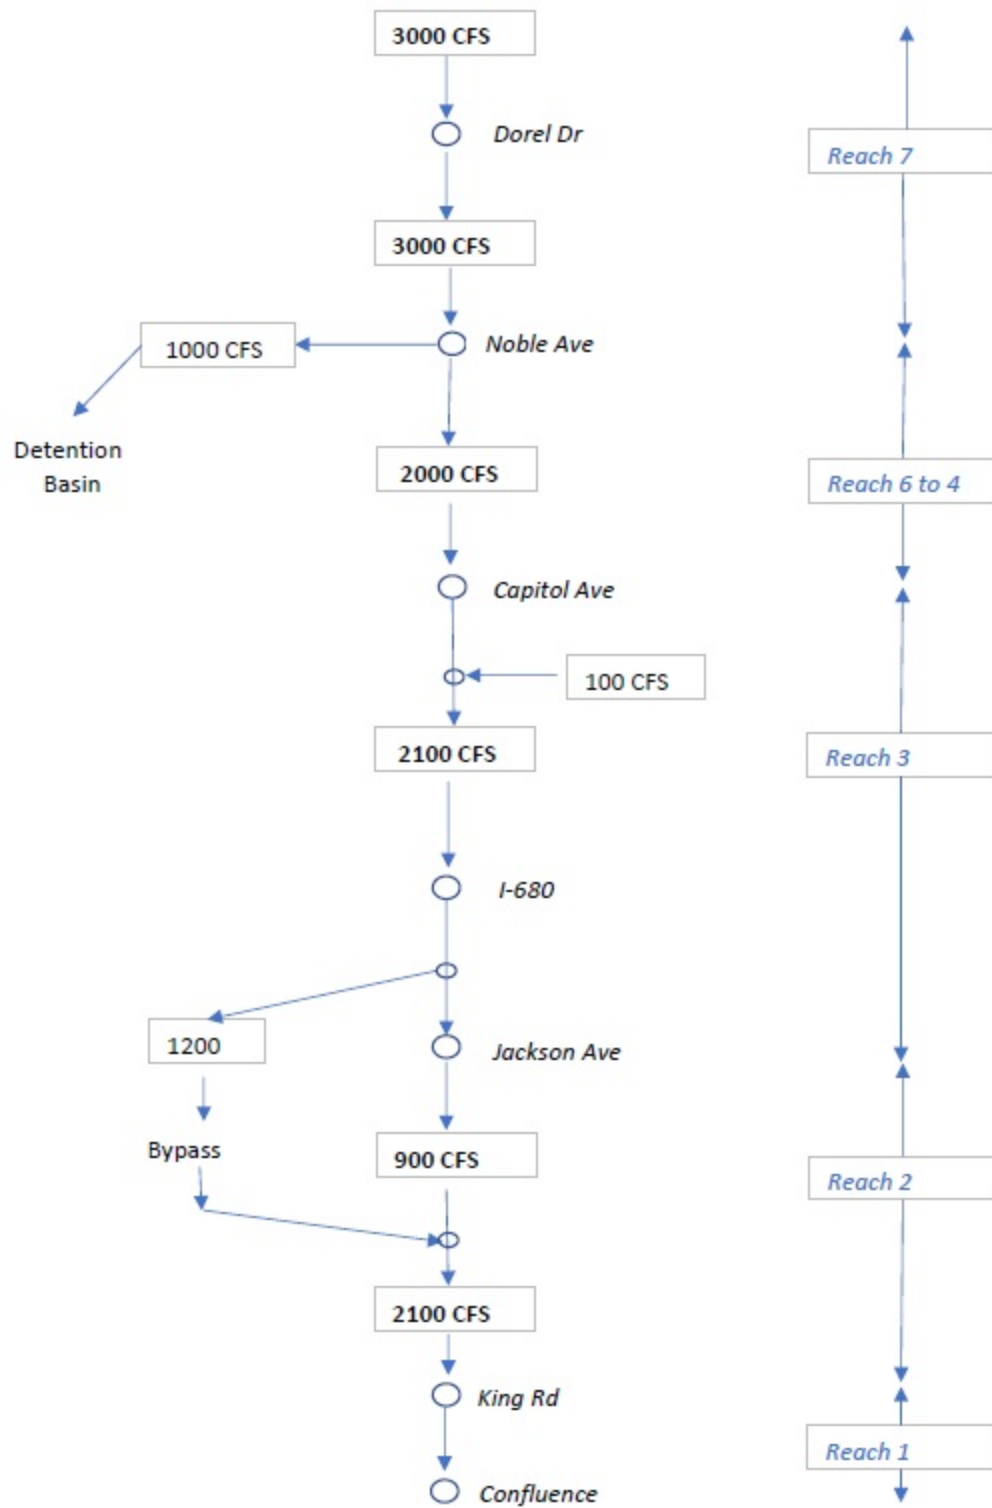 3000 CFS
Dorel Dr
Reach 7
3000 CFS
1000 CFS
Noble Ave
Detention
Basin
2000 CFS
Reach 6 to 4
Capitol Ave
100 CFS
2100 CFS
Reach 3
I-680
1200
Jackson Ave
Bypass
900 CFS
Reach 2
2100 CFS
King Rd
Reach 1
Confluence